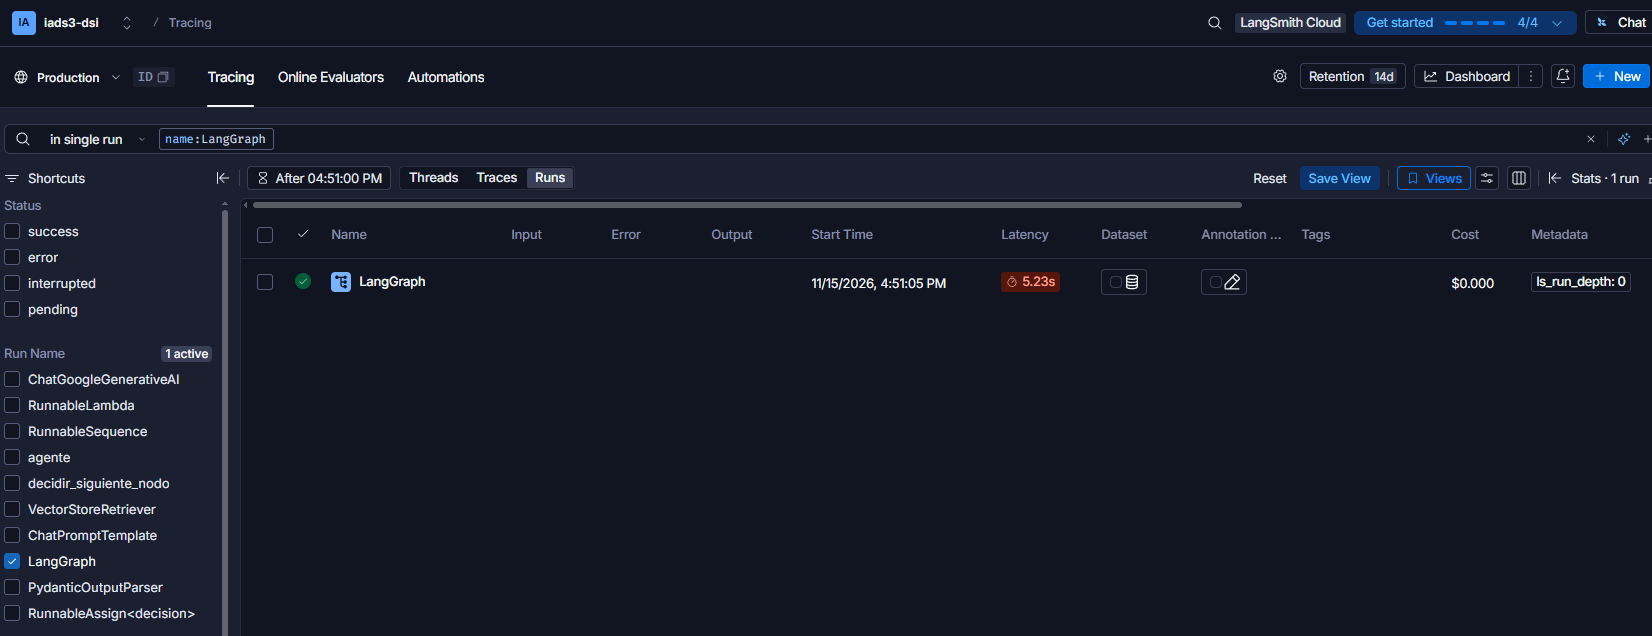 IA iads3-dsi / Tracing LangSmith Cloud Get started 4/4 Chat
Production ID Tracing Online Evaluators Automations Retention 14d Dashboard New
in single run name:LangGraph
Shortcuts After 04:51:00 PM Threads Traces Runs Reset Save View Views Stats · 1 run
Status
success
error
interrupted
pending
Run Name 1 active
ChatGoogleGenerativeAI
RunnableLambda
RunnableSequence
agente
decidir_siguiente_nodo
VectorStoreRetriever
ChatPromptTemplate
LangGraph
PydanticOutputParser
RunnableAssign<decision>
Name Input Error Output Start Time Latency Dataset Annotation ... Tags Cost Metadata
LangGraph 11/15/2026, 4:51:05 PM 5.23s $0.000 ls_run_depth: 0